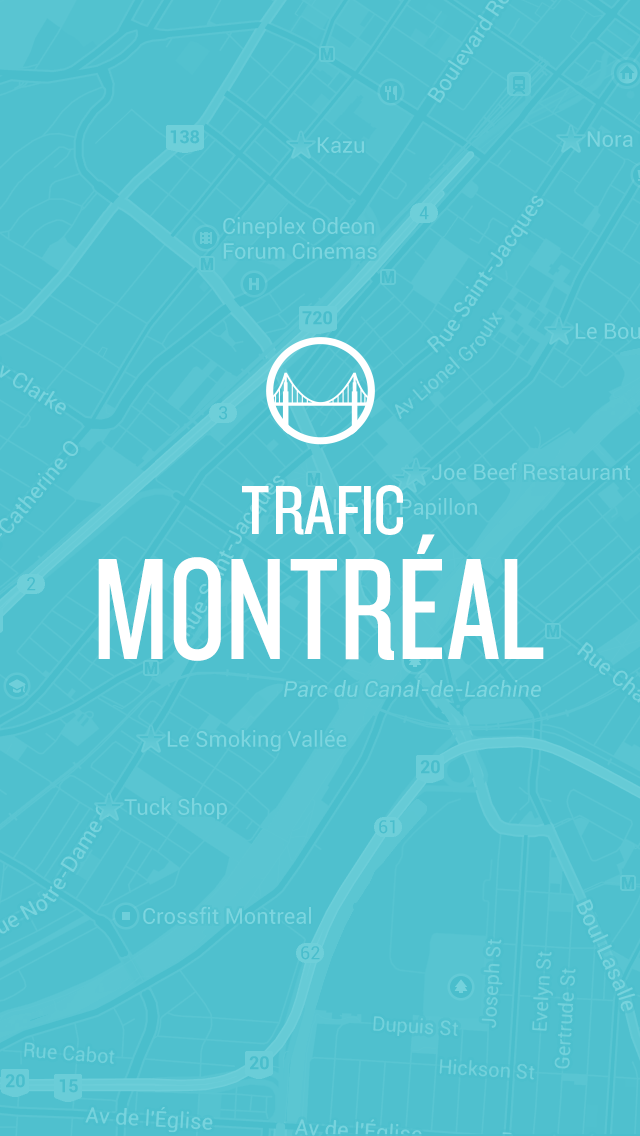 Boulevard R
M
138
Kazu
Nora
4
Cineplex Odeon
Forum Cinemas
M
M
H
Rue Saint-Jacques
720
Le Bou
Av Lionel Groulx
y Clarke
3
Catherine O
Joe Beef Restaurant
M
Papillon
TRAFIC
MONTRÉAL
2
M
M
Rue Cha
Parc du Canal-de-Lachine
Le Smoking Vallée
20
Tuck Shop
61
ue Notre-Dame
M
Crossfit Montreal
62
Boul Lasalle
Joseph St
Evelyn St
Gertrude St
Dupuis St
Rue Cabot
20
Hickson St
20
15
Av de l'Église
Av de l'Église